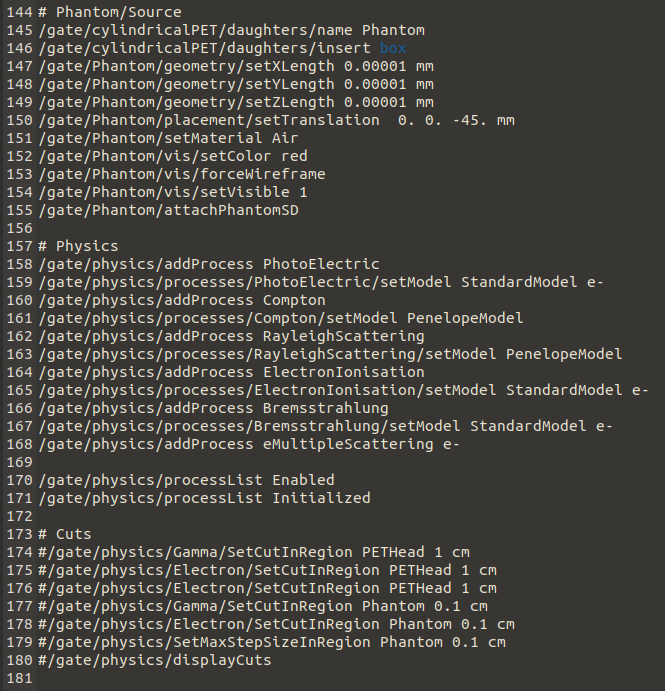 144 # Phantom/Source
145 /gate/cylindricalPET/daughters/name Phantom
146 /gate/cylindricalPET/daughters/insert box
147 /gate/Phantom/geometry/setXLength 0.00001 mm
148 /gate/Phantom/geometry/setYLength 0.00001 mm
149 /gate/Phantom/geometry/setZLength 0.00001 mm
150 /gate/Phantom/placement/setTranslation  0. 0. -45. mm
151 /gate/Phantom/setMaterial Air
152 /gate/Phantom/vis/setColor red
153 /gate/Phantom/vis/forceWireframe
154 /gate/Phantom/vis/setVisible 1
155 /gate/Phantom/attachPhantomSD
156
157 # Physics
158 /gate/physics/addProcess PhotoElectric
159 /gate/physics/processes/PhotoElectric/setModel StandardModel e-
160 /gate/physics/addProcess Compton
161 /gate/physics/processes/Compton/setModel PenelopeModel
162 /gate/physics/addProcess RayleighScattering
163 /gate/physics/processes/RayleighScattering/setModel PenelopeModel
164 /gate/physics/addProcess ElectronIonisation
165 /gate/physics/processes/ElectronIonisation/setModel StandardModel e-
166 /gate/physics/addProcess Bremsstrahlung
167 /gate/physics/processes/Bremsstrahlung/setModel StandardModel e-
168 /gate/physics/addProcess eMultipleScattering e-
169
170 /gate/physics/processList Enabled
171 /gate/physics/processList Initialized
172
173 # Cuts
174 #/gate/physics/Gamma/SetCutInRegion PETHead 1 cm
175 #/gate/physics/Electron/SetCutInRegion PETHead 1 cm
176 #/gate/physics/Electron/SetCutInRegion PETHead 1 cm
177 #/gate/physics/Gamma/SetCutInRegion Phantom 0.1 cm
178 #/gate/physics/Electron/SetCutInRegion Phantom 0.1 cm
179 #/gate/physics/SetMaxStepSizeInRegion Phantom 0.1 cm
180 #/gate/physics/displayCuts
181